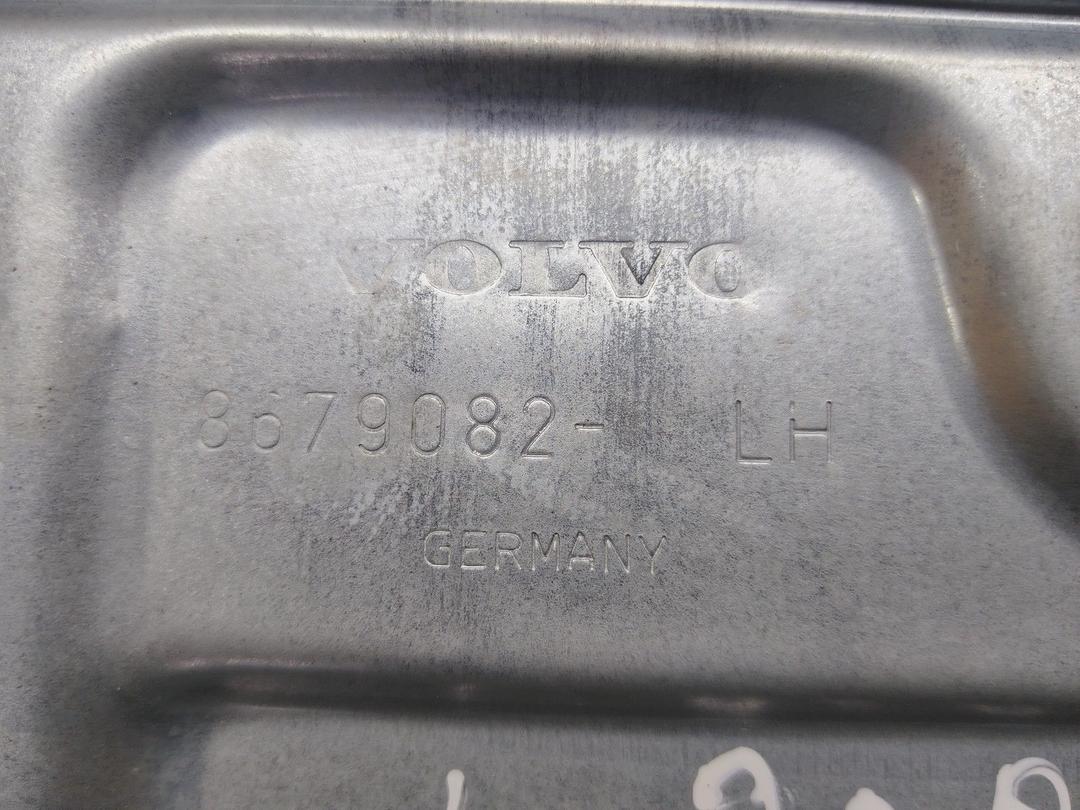 VOLVO
8679082- LH
GERMANY